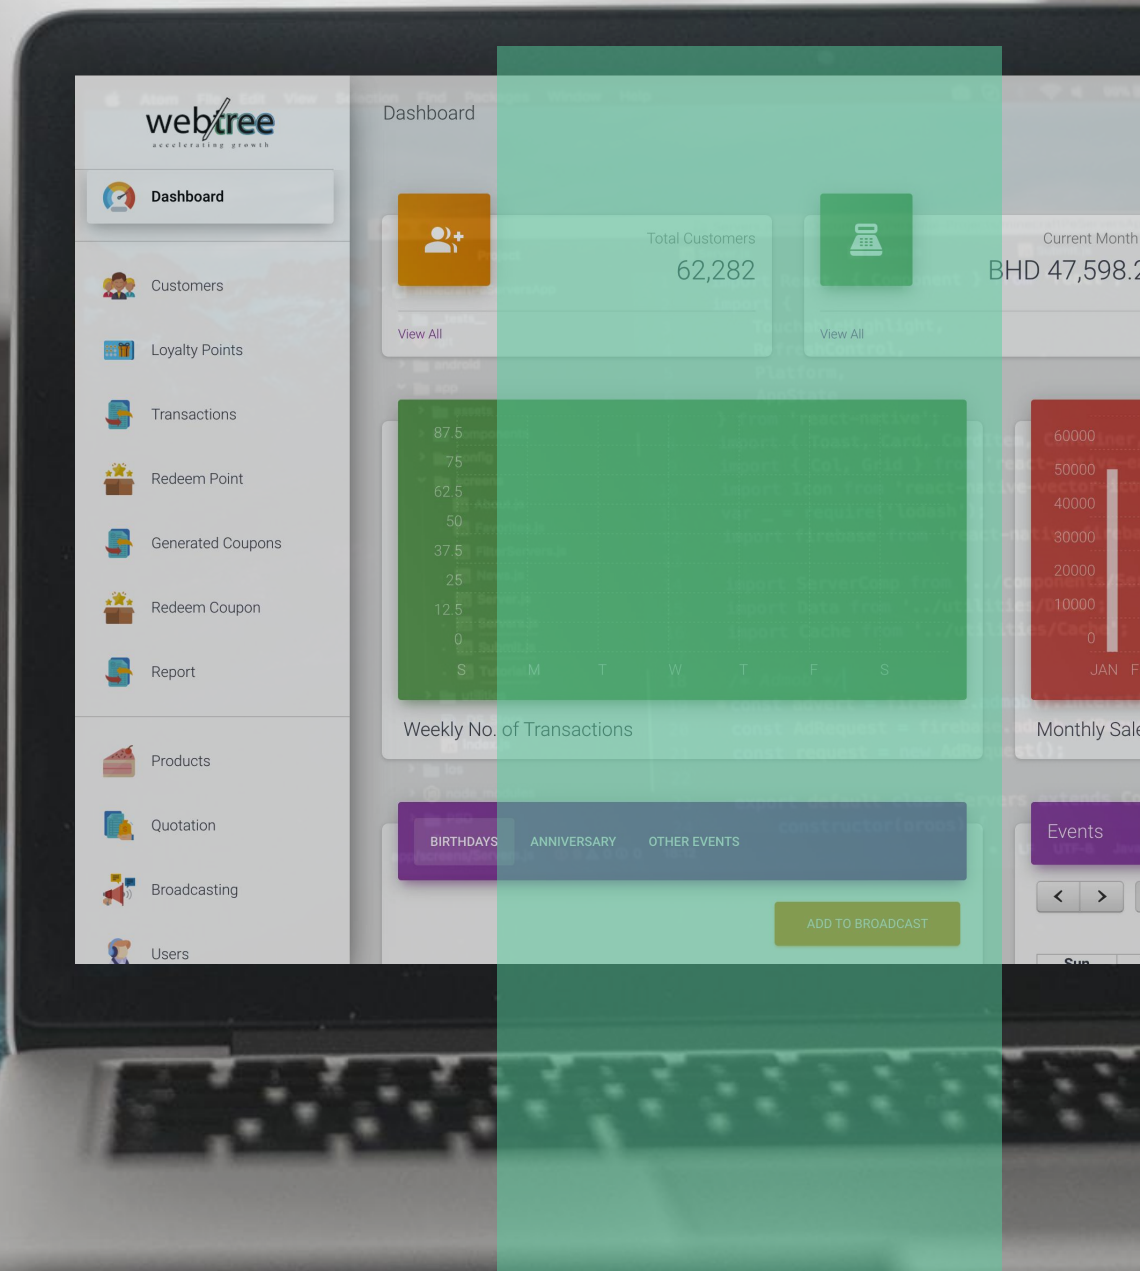 webtree
accelerating growth
Dashboard
Dashboard
Customers
Loyalty Points
Transactions
Redeem Point
Generated Coupons
Redeem Coupon
Report
Products
Quotation
Broadcasting
Users
Total Customers
62,282
View All
Current Month
BHD 47,598.2
View All
87.5
75
62.5
50
37.5
25
12.5
0
S M T W T F S
Weekly No. of Transactions
60000
50000
40000
30000
20000
10000
0
JAN F
Monthly Sale
BIRTHDAYS ANNIVERSARY OTHER EVENTS
ADD TO BROADCAST
Events
Sun